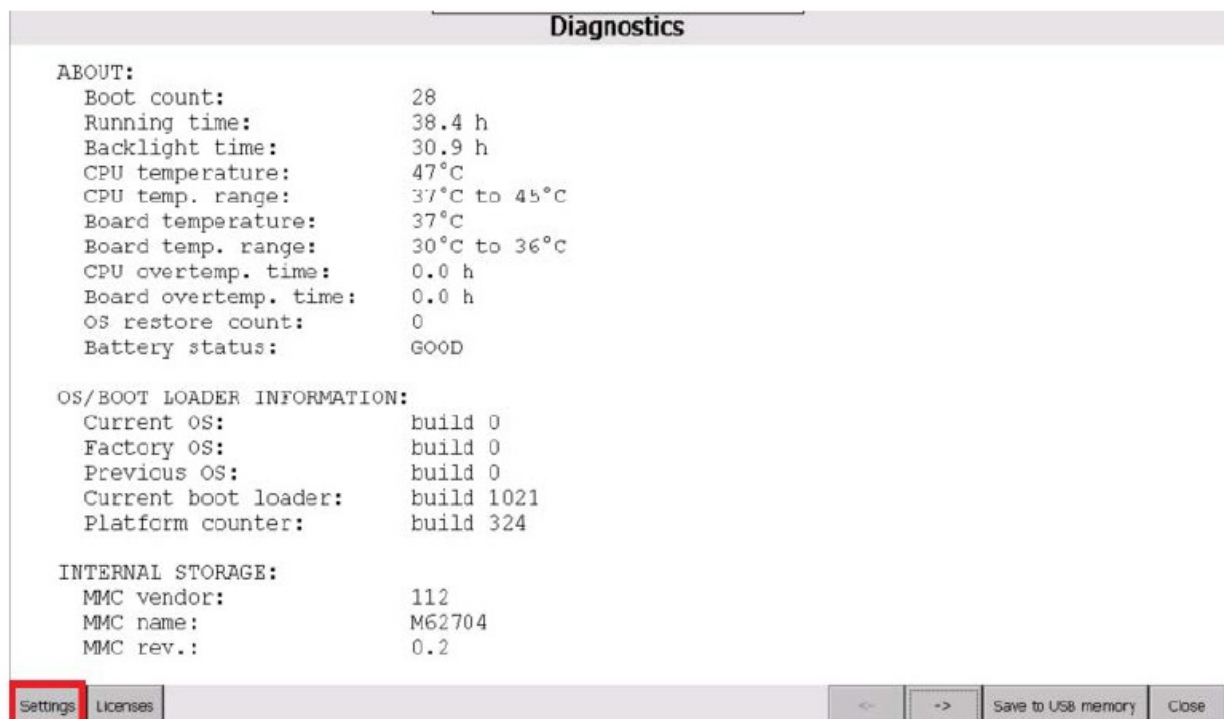 Diagnostics
ABOUT:
Boot count: 28
Running time: 38.4 h
Backlight time: 30.9 h
CPU temperature: 47°C
CPU temp. range: 37°C to 45°C
Board temperature: 37°C
Board temp. range: 30°C to 36°C
CPU overtemp. time: 0.0 h
Board overtemp. time: 0.0 h
OS restore count: 0
Battery status: GOOD
OS/BOOT LOADER INFORMATION:
Current OS: build 0
Factory OS: build 0
Previous OS: build 0
Current boot loader: build 1021
Platform counter: build 324
INTERNAL STORAGE:
MMC vendor: 112
MMC name: M62704
MMC rev.: 0.2
Settings Licenses <- -> Save to USB memory Close